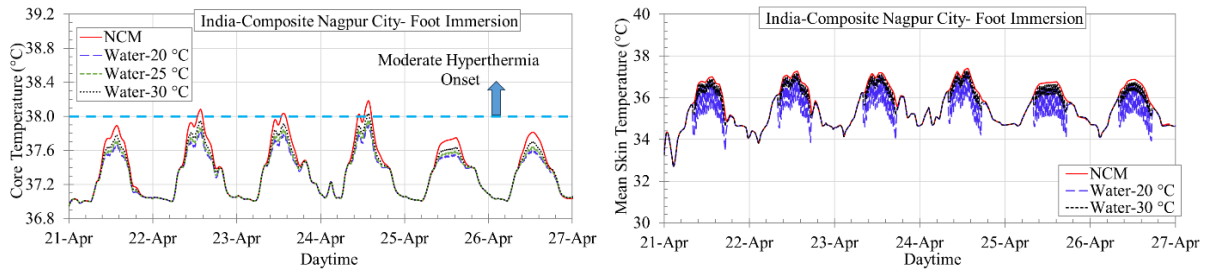 India-Composite Nagpur City- Foot Immersion
Core Temperature (°C)
39.2
38.8
38.4
38.0
37.6
37.2
36.8
NCM
Water-20 °C
Water-25 °C
Water-30 °C
Moderate Hyperthermia
Onset
21-Apr 22-Apr 23-Apr 24-Apr 25-Apr 26-Apr 27-Apr
Daytime
India-Composite Nagpur City- Foot Immersion
Mean Skin Temperature (°C)
40
38
36
34
32
30
NCM
Water-20 °C
Water-30 °C
21-Apr 22-Apr 23-Apr 24-Apr 25-Apr 26-Apr 27-Apr
Daytime